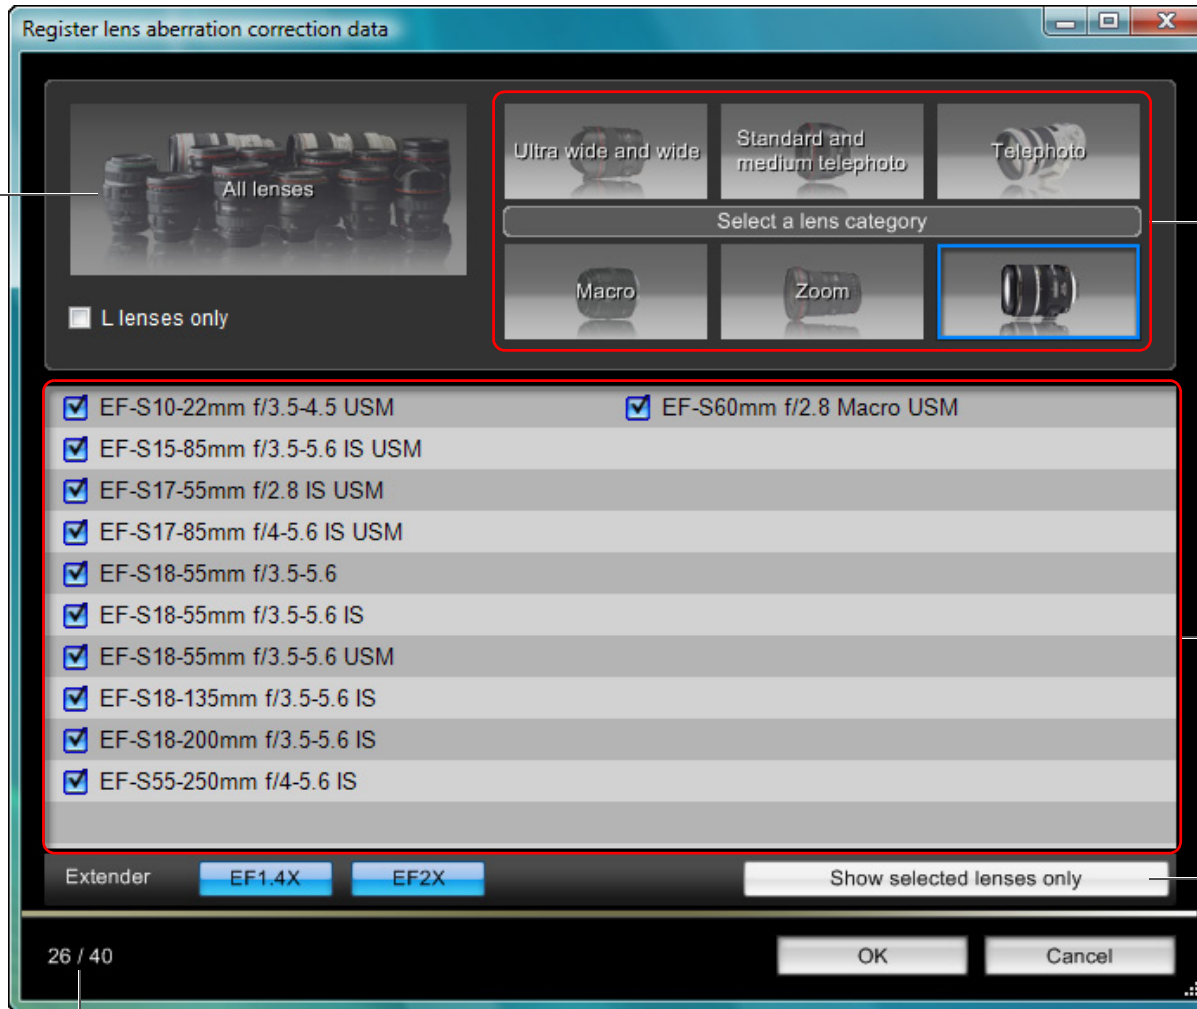 Register lens aberration correction data
All lenses
L lenses only
Ultra wide and wide
Standard and
medium telephoto
Telephoto
Select a lens category
Macro
Zoom
EF-S10-22mm f/3.5-4.5 USM
EF-S15-85mm f/3.5-5.6 IS USM
EF-S17-55mm f/2.8 IS USM
EF-S17-85mm f/4-5.6 IS USM
EF-S18-55mm f/3.5-5.6
EF-S18-55mm f/3.5-5.6 IS
EF-S18-55mm f/3.5-5.6 USM
EF-S18-135mm f/3.5-5.6 IS
EF-S18-200mm f/3.5-5.6 IS
EF-S55-250mm f/4-5.6 IS
EF-S60mm f/2.8 Macro USM
Extender
EF1.4X
EF2X
Show selected lenses only
26 / 40
OK
Cancel